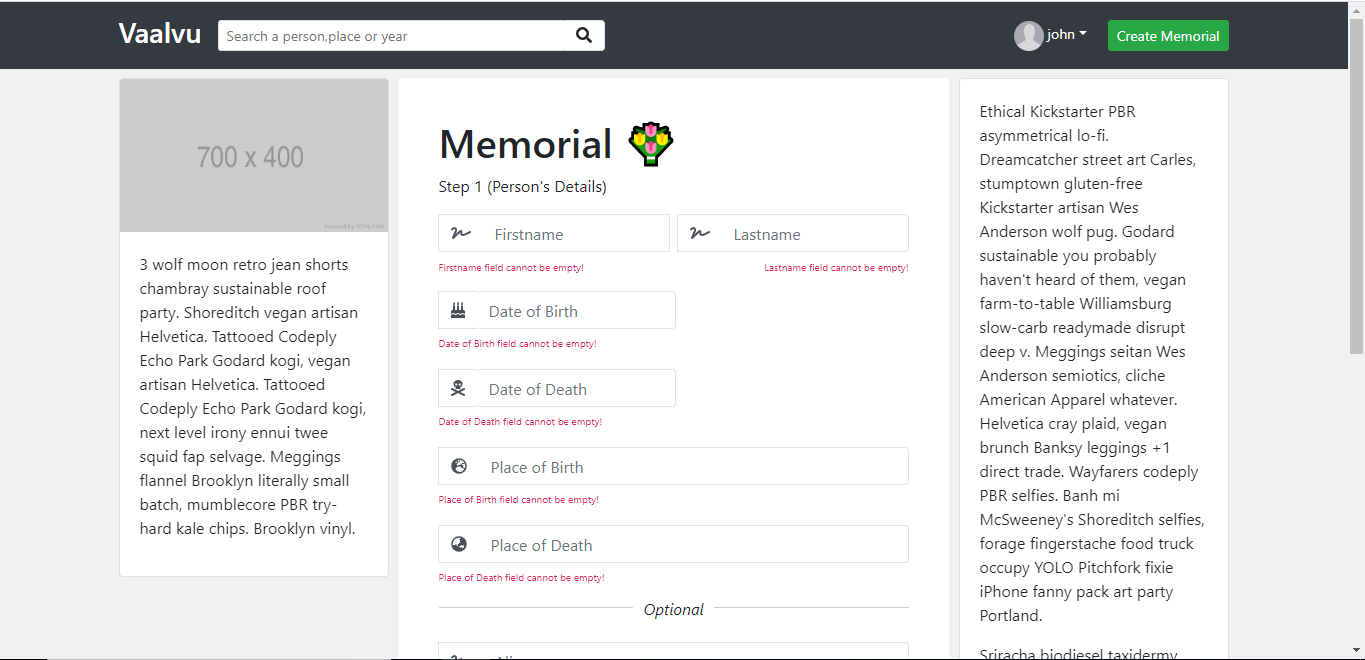 Vaalvu
Search a person,place or year
john
Create Memorial
700 x 400
Powered by HTML.COM
3 wolf moon retro jean shorts
chambray sustainable roof
party. Shoreditch vegan artisan
Helvetica. Tattooed Codeply
Echo Park Godard kogi, vegan
artisan Helvetica. Tattooed
Codeply Echo Park Godard kogi,
next level irony ennui twee
squid fap selvage. Meggings
flannel Brooklyn literally small
batch, mumblecore PBR try-
hard kale chips. Brooklyn vinyl.
Memorial
Step 1 (Person's Details)
Firstname
Lastname
Firstname field cannot be empty!
Lastname field cannot be empty!
Date of Birth
Date of Birth field cannot be empty!
Date of Death
Date of Death field cannot be empty!
Place of Birth
Place of Birth field cannot be empty!
Place of Death
Place of Death field cannot be empty!
Optional
Ethical Kickstarter PBR
asymmetrical lo-fi.
Dreamcatcher street art Carles,
stumptown gluten-free
Kickstarter artisan Wes
Anderson wolf pug. Godard
sustainable you probably
haven't heard of them, vegan
farm-to-table Williamsburg
slow-carb readymade disrupt
deep v. Meggings seitan Wes
Anderson semiotics, cliche
American Apparel whatever.
Helvetica cray plaid, vegan
brunch Banksy leggings +1
direct trade. Wayfarers codeply
PBR selfies. Banh mi
McSweeney's Shoreditch selfies,
forage fingerstache food truck
occupy YOLO Pitchfork fixie
iPhone fanny pack art party
Portland.
Sriracha biodiesel taxidermy